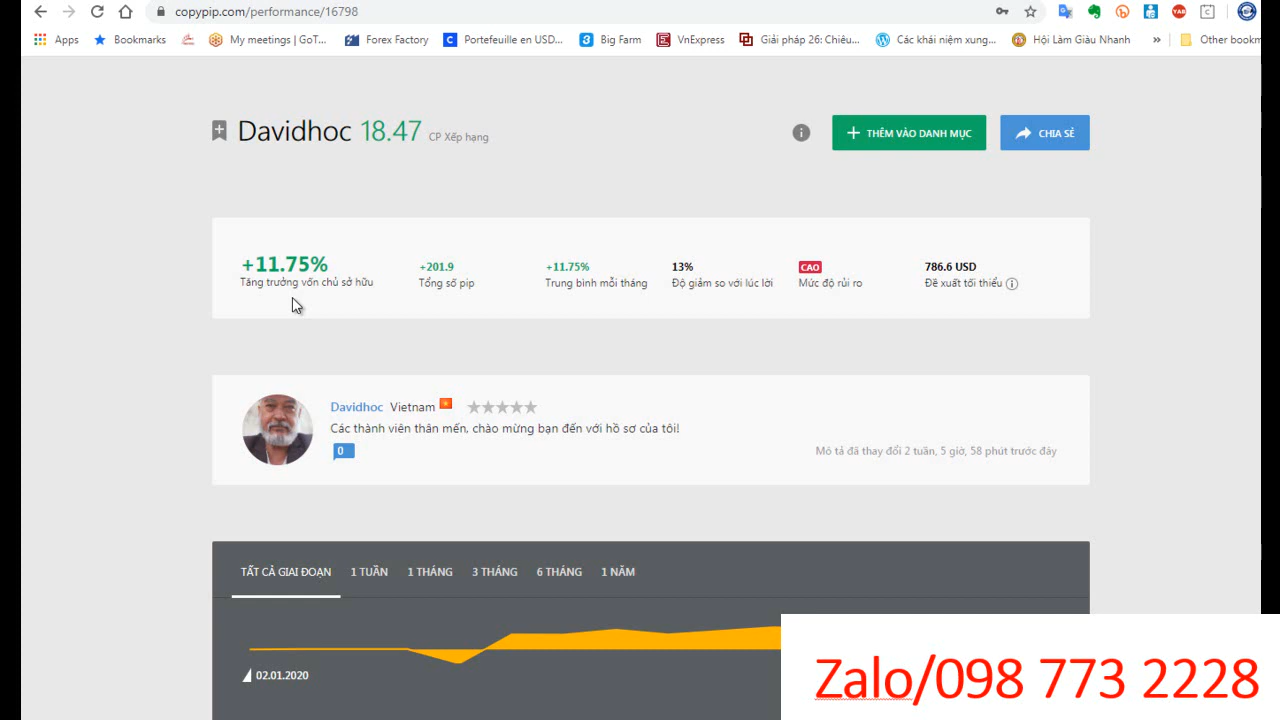 copypip.com/performance/16798
Apps Bookmarks My meetings | GoT... Forex Factory Portefeuille en USD... Big Farm VnExpress Giải pháp 26: Chiêu... Các khái niệm xung... Hội Làm Giàu Nhanh » Other bookm
Davidhoc 18.47 CP Xếp hạng
THÊM VÀO DANH MỤC
CHIA SẺ
+11.75% +201.9 +11.75% 13% CAO 786.6 USD
Tăng trưởng vốn chủ sở hữu Tổng số pip Trung bình mỗi tháng Độ giảm so với lúc lời Mức độ rủi ro Đề xuất tối thiểu
Davidhoc Vietnam
Các thành viên thân mến, chào mừng bạn đến với hồ sơ của tôi!
0
Mô tả đã thay đổi 2 tuần, 5 giờ, 58 phút trước đây
TẤT CẢ GIAI ĐOẠN 1 TUẦN 1 THÁNG 3 THÁNG 6 THÁNG 1 NĂM
02.01.2020
Zalo/098 773 2228